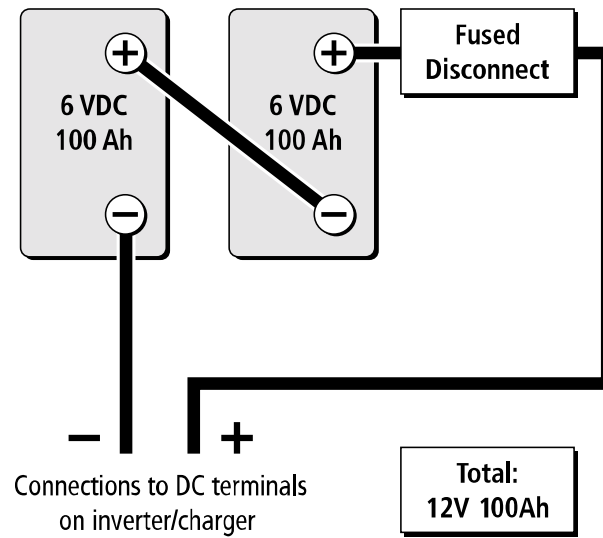 +
6 VDC
100 Ah
−
+
6 VDC
100 Ah
−
Fused
Disconnect
− +
Connections to DC terminals
on inverter/charger
Total:
12V 100Ah